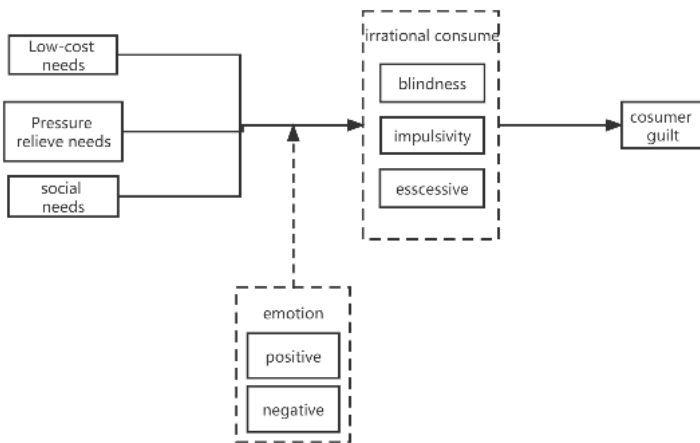 Low-cost
needs
Pressure
relieve needs
social
needs
irrational consume
blindness
impulsivity
esscessive
cosumer
guilt
emotion
positive
negative